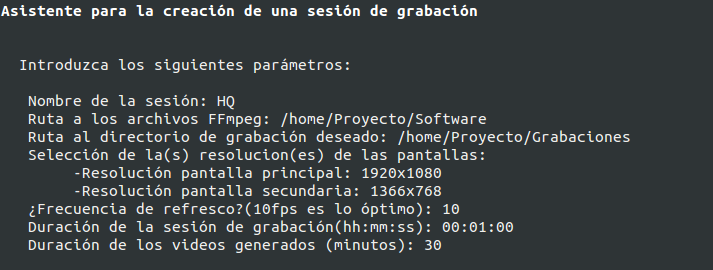 Asistente para la creación de una sesión de grabación
Introduzca los siguientes parámetros:
Nombre de la sesión: HQ
Ruta a los archivos FFmpeg: /home/Proyecto/Software
Ruta al directorio de grabación deseado: /home/Proyecto/Grabaciones
Selección de la(s) resolucion(es) de las pantallas:
-Resolución pantalla principal: 1920x1080
-Resolución pantalla secundaria: 1366x768
¿Frecuencia de refresco?(10fps es lo óptimo): 10
Duración de la sesión de grabación(hh:mm:ss): 00:01:00
Duración de los videos generados (minutos): 30